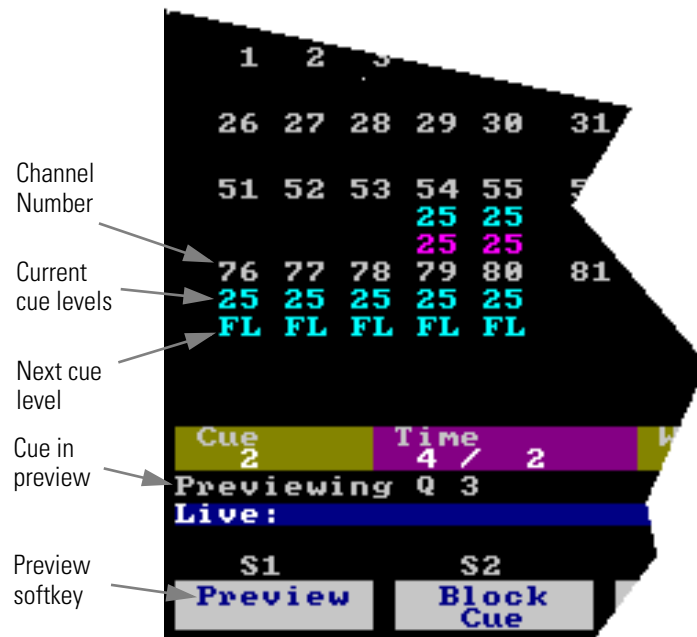 1 2 3
26 27 28 29 30 31
51 52 53 54 55
25 25
25 25
Channel
Number
76 77 78 79 80 81
Current
cue levels
25 25 25 25 25
FL FL FL FL FL
Next cue
level
Cue Time
2 4 / 2
Cue in
preview
Previewing Q 3
Live:
S1 S2
Preview
softkey
Preview Block
Cue